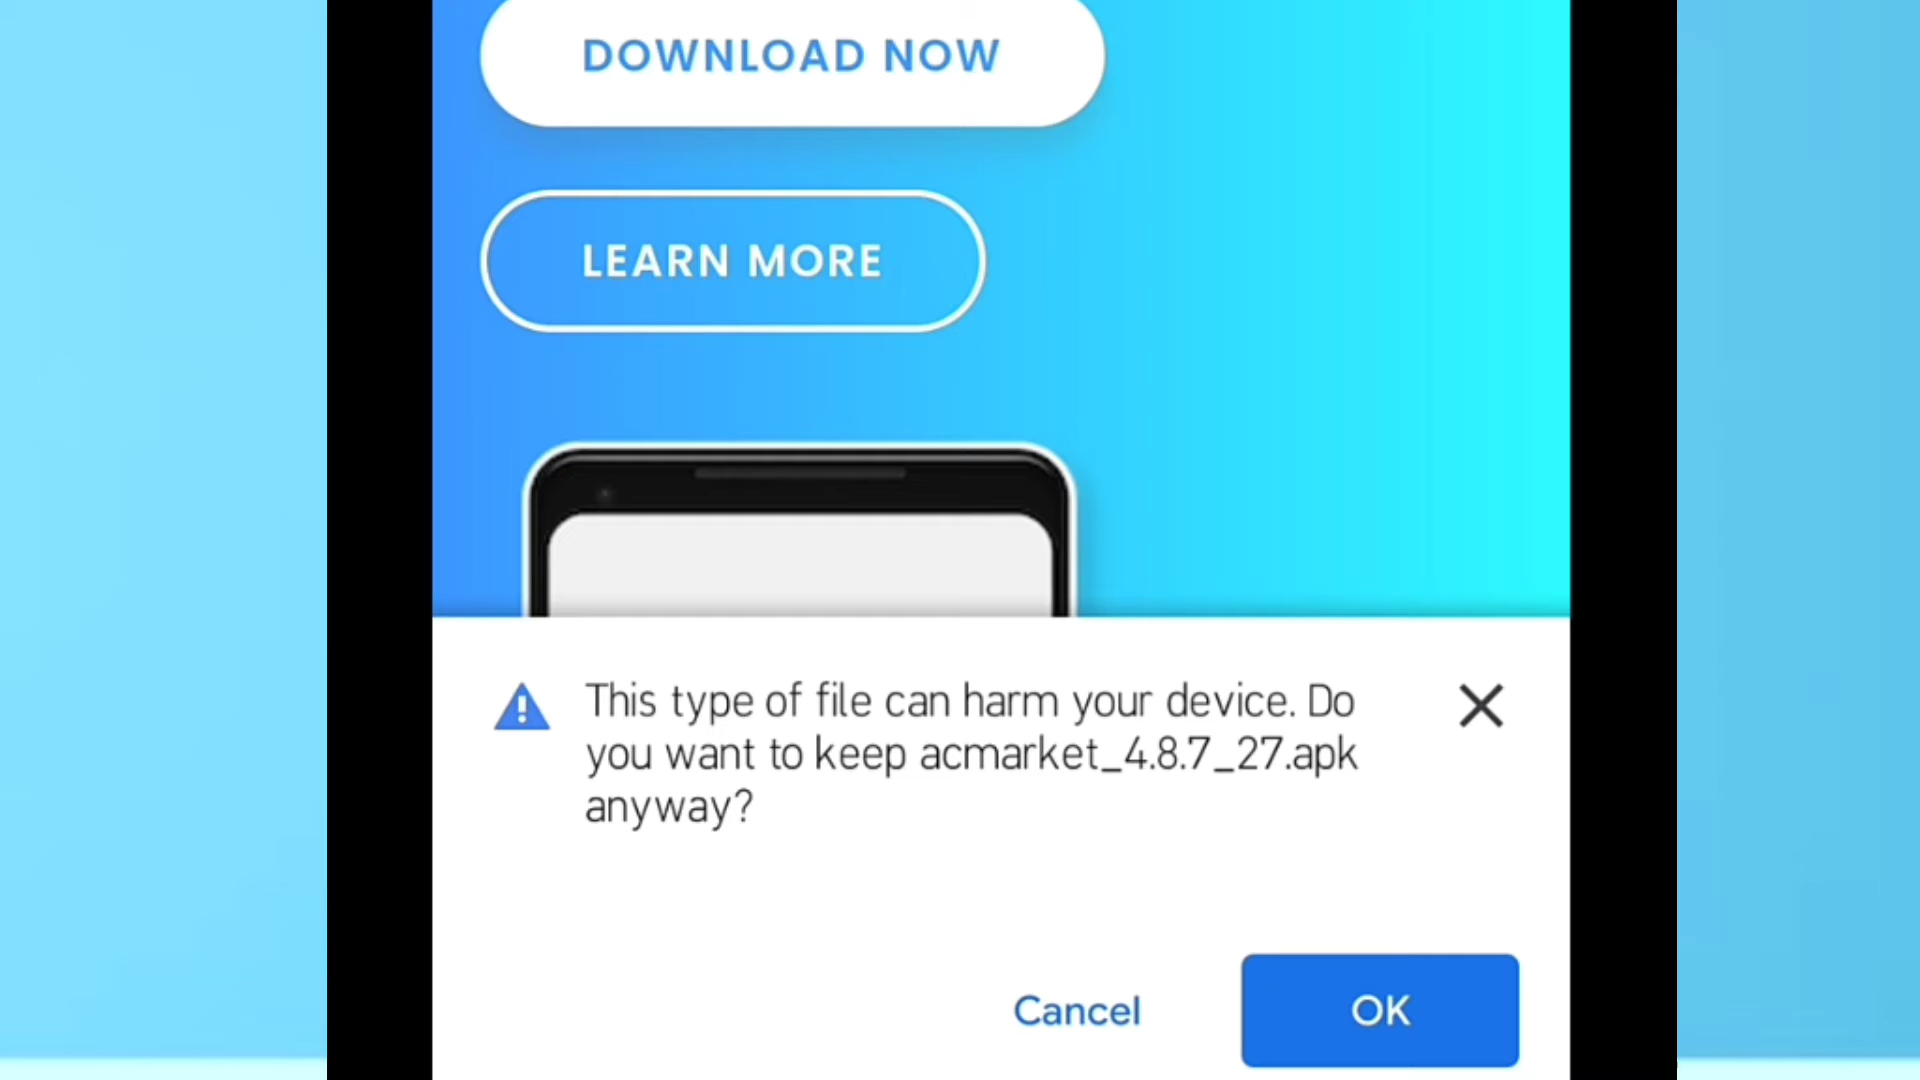 DOWNLOAD NOW
LEARN MORE
This type of file can harm your device. Do
you want to keep acmarket_4.8.7_27.apk
anyway?
Cancel
OK